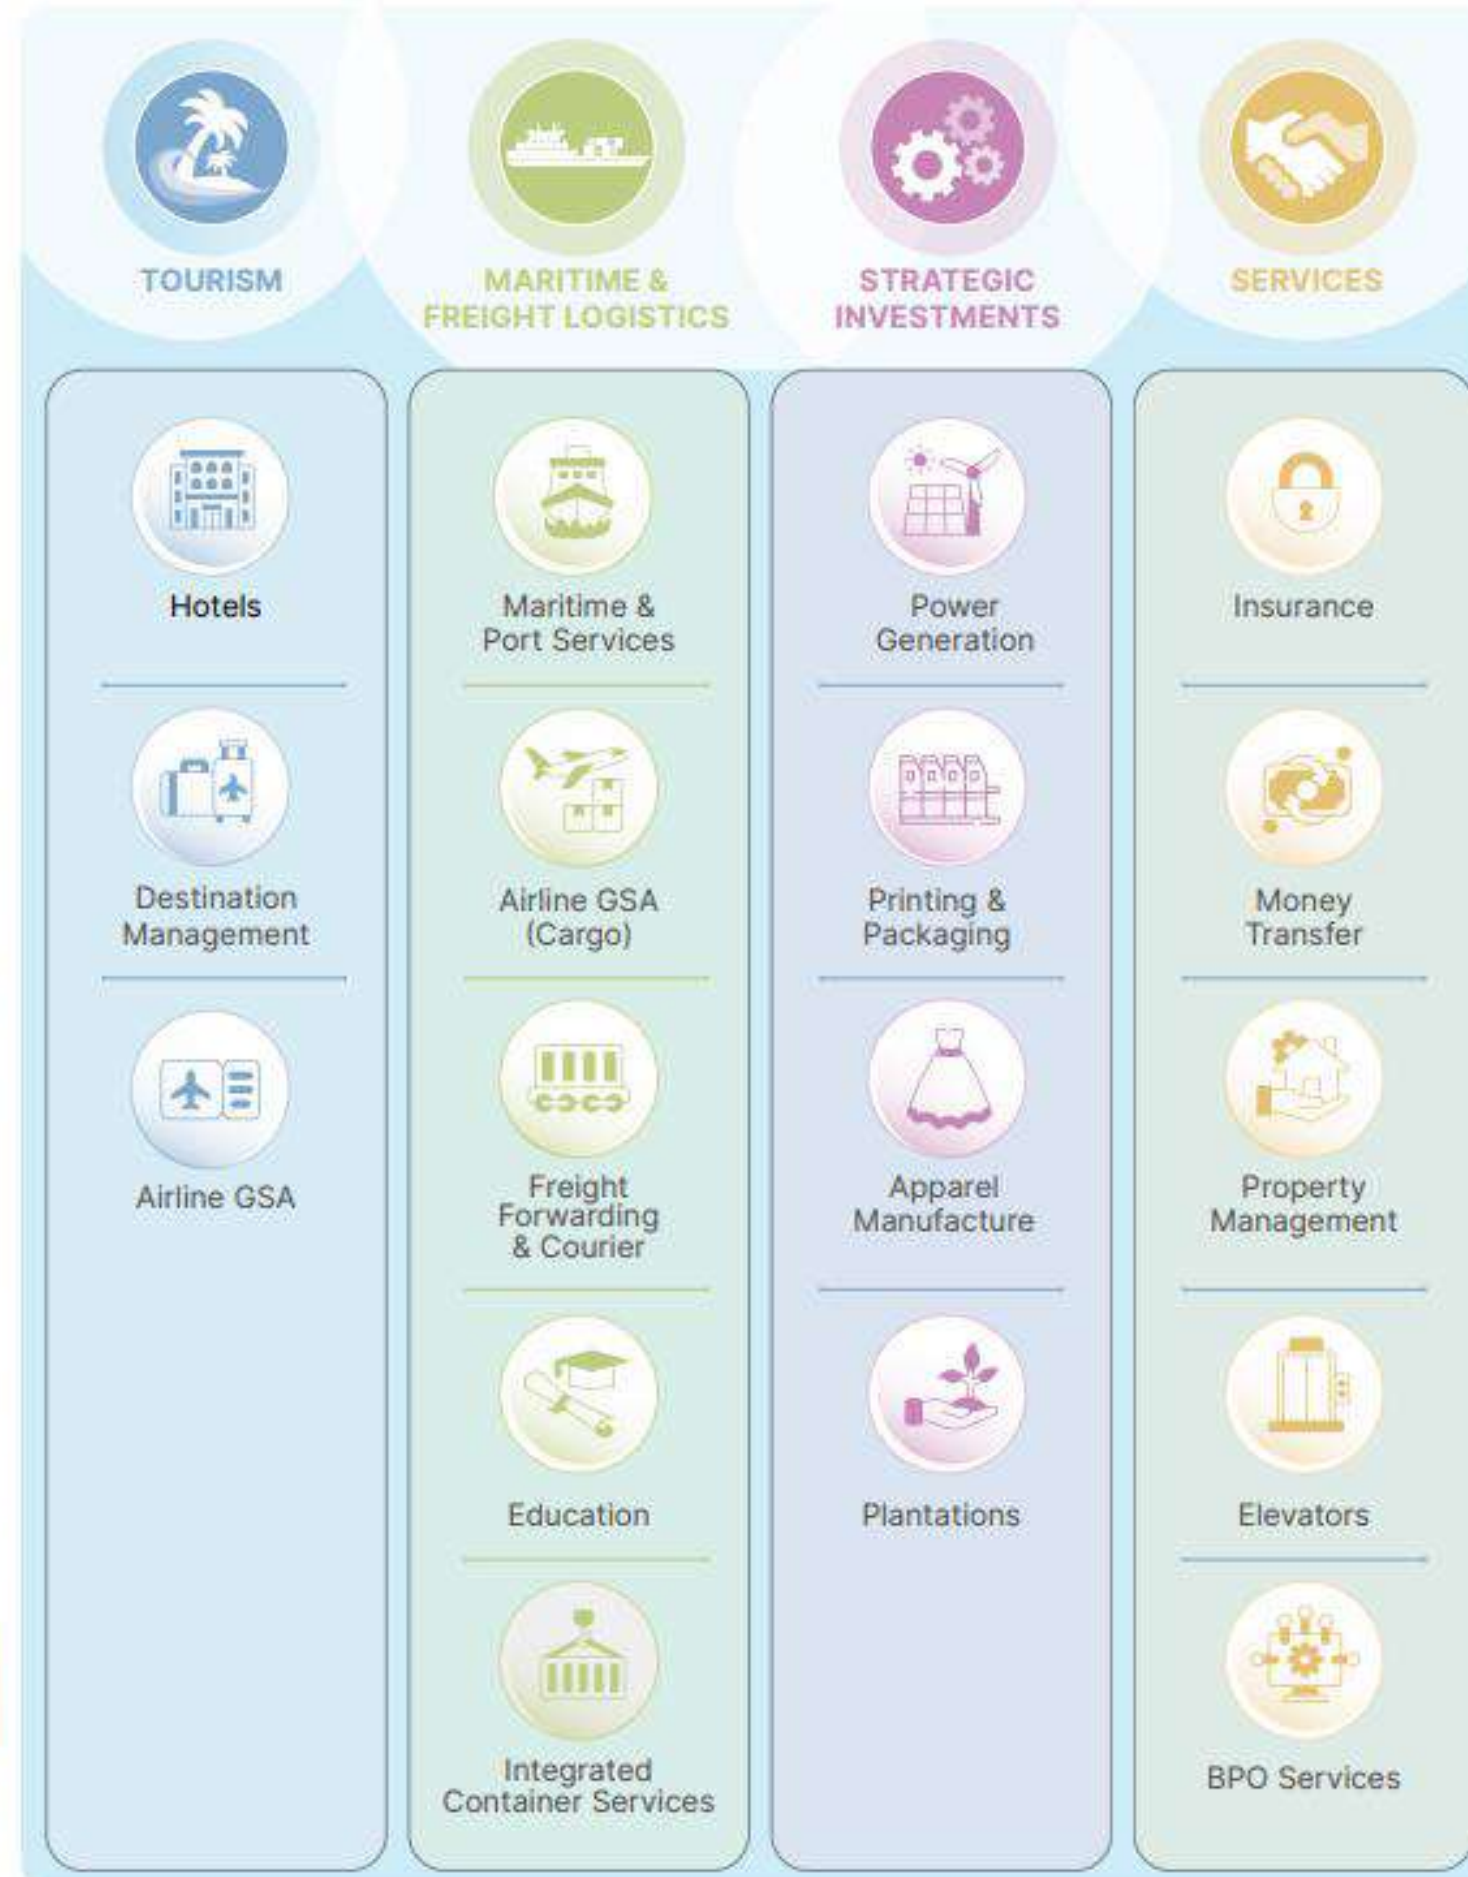 TOURISM
MARITIME &
FREIGHT LOGISTICS
STRATEGIC
INVESTMENTS
SERVICES
Hotels
Destination
Management
Airline GSA
Maritime &
Port Services
Airline GSA
(Cargo)
Freight
Forwarding
& Courier
Education
Integrated
Container Services
Power
Generation
Printing &
Packaging
Apparel
Manufacture
Plantations
Insurance
Money
Transfer
Property
Management
Elevators
BPO Services